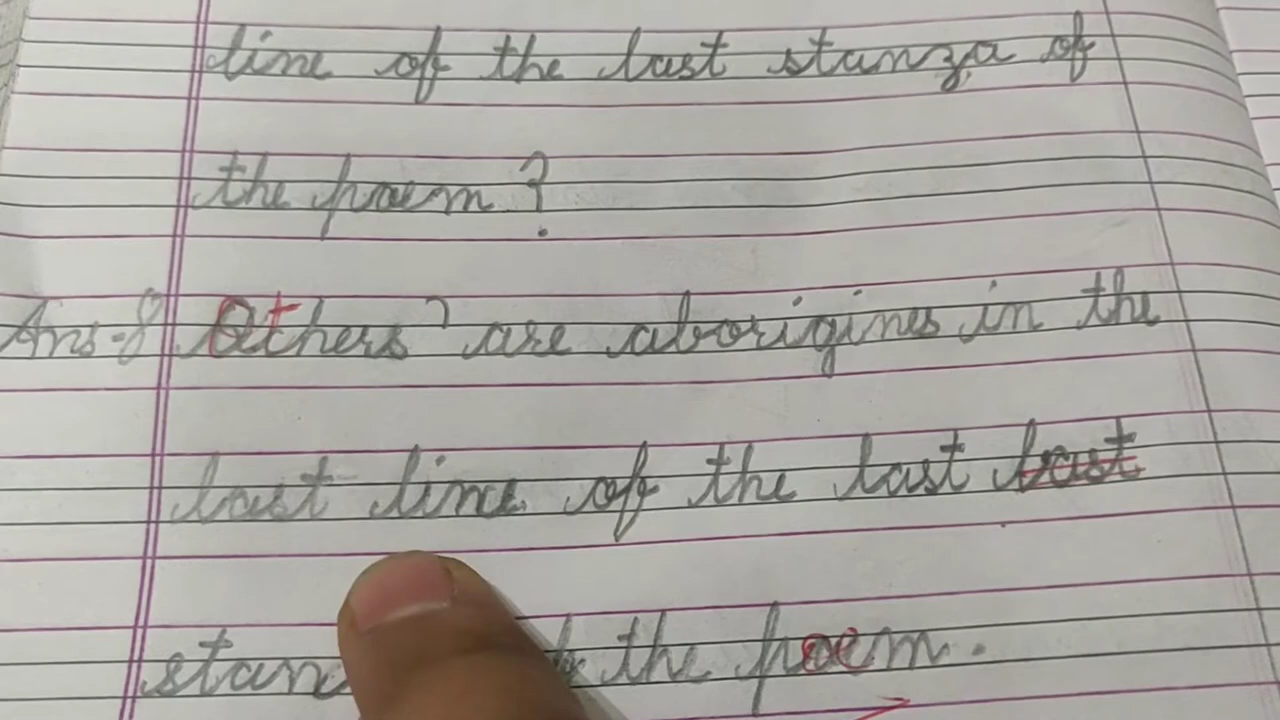 line of the last stanza of
the poem?
Ans-8 Others' are aborigines in the
last line of the last last
the poem.